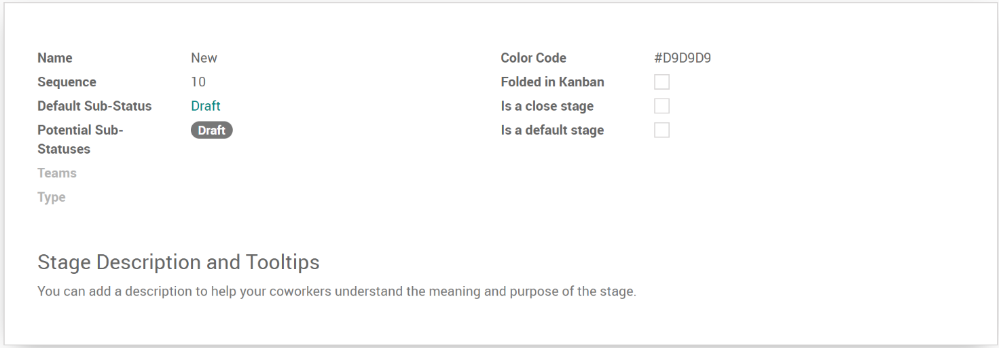 Name New
Sequence 10
Default Sub-Status Draft
Potential Sub- Draft
Statuses
Teams
Type
Color Code #D9D9D9
Folded in Kanban
Is a close stage
Is a default stage
Stage Description and Tooltips
You can add a description to help your coworkers understand the meaning and purpose of the stage.